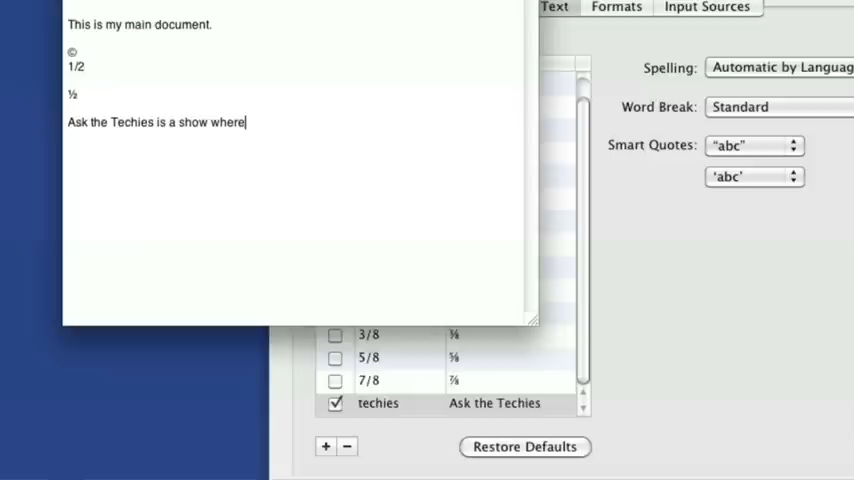 Text Formats Input Sources
This is my main document.
©
1/2
½
Ask the Techies is a show where
Spelling: Automatic by Languag
Word Break: Standard
Smart Quotes: “abc”
‘abc’
3/8 ⅜
5/8 ⅝
7/8 ⅞
techies Ask the Techies
+ −
Restore Defaults